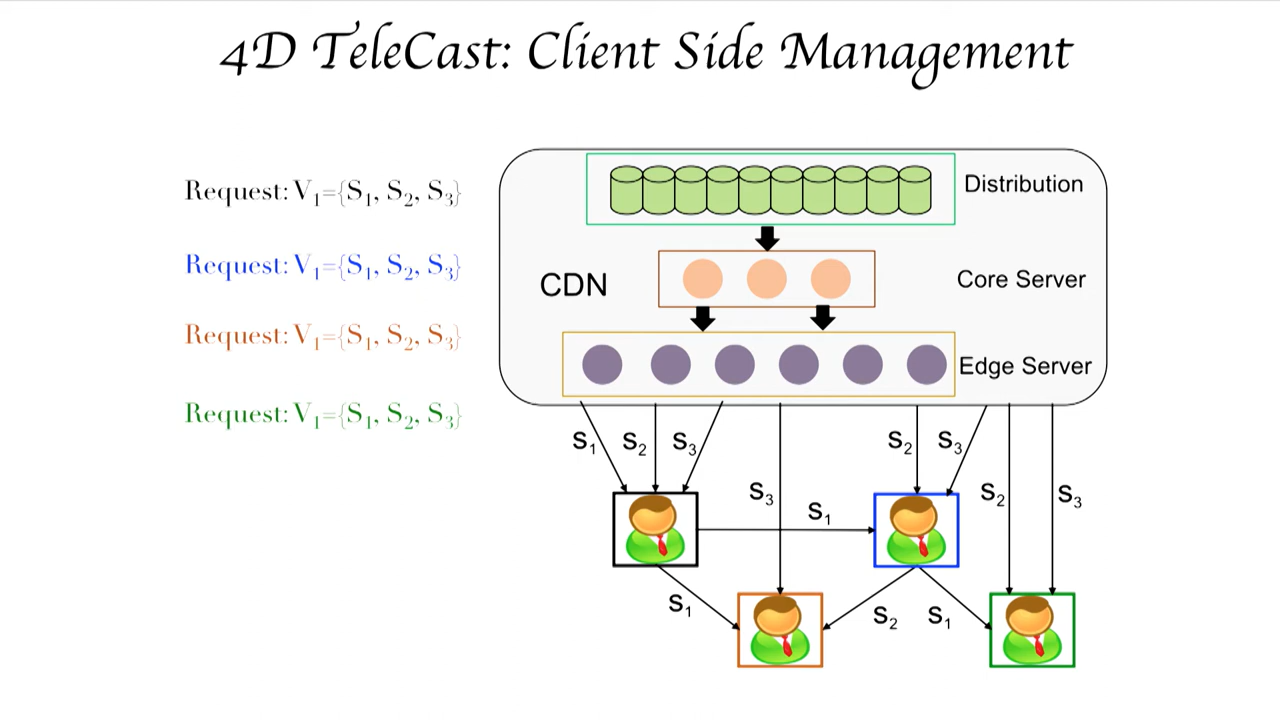 4D TeleCast: Client Side Management
Request: V₁={S₁, S₂, S₃}
Request: V₁={S₁, S₂, S₃}
Request: V₁={S₁, S₂, S₃}
Request: V₁={S₁, S₂, S₃}
Distribution
CDN
Core Server
Edge Server
S₁
S₂
S₃
S₂
S₃
S₃
S₁
S₂
S₃
S₁
S₂
S₁